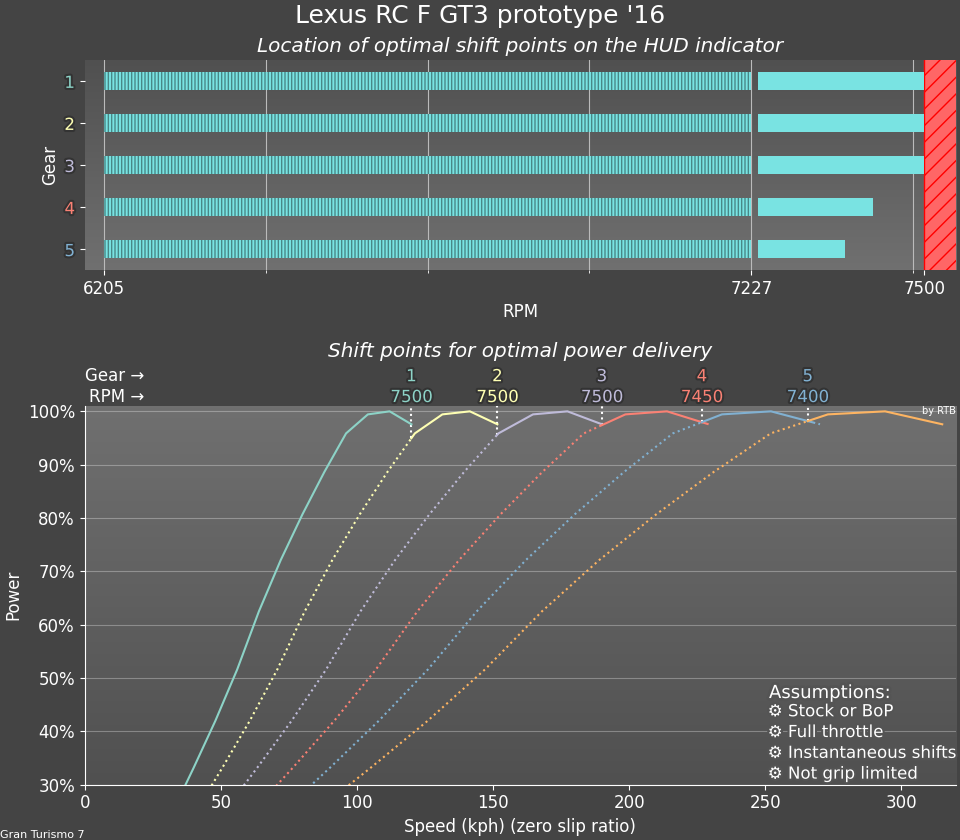 Lexus RC F GT3 prototype '16
Location of optimal shift points on the HUD indicator
Gear
1
2
3
4
5
6205 7227 7500
RPM
Shift points for optimal power delivery
Gear → 1 2 3 4 5
RPM → 7500 7500 7500 7450 7400
by RTB
Power
100%
90%
80%
70%
60%
50%
40%
30%
Assumptions:
⚙ Stock or BoP
⚙ Full throttle
⚙ Instantaneous shifts
⚙ Not grip limited
0 50 100 150 200 250 300
Speed (kph) (zero slip ratio)
Gran Turismo 7